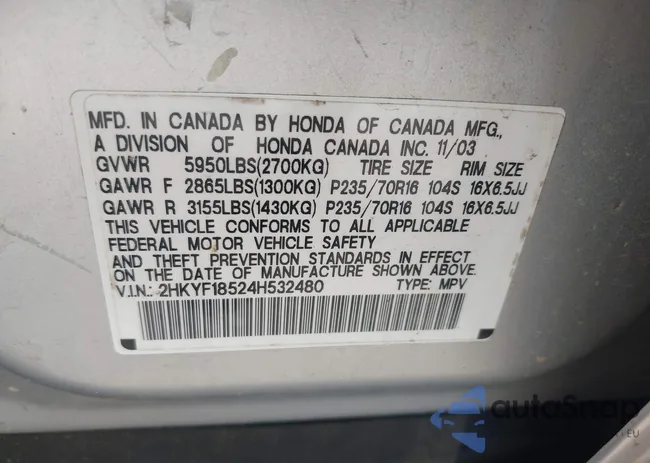 MFD. IN CANADA BY HONDA OF CANADA MFG.,
A DIVISION OF HONDA CANADA INC. 11/03
GVWR 5950LBS(2700KG) TIRE SIZE RIM SIZE
GAWR F 2865LBS(1300KG) P235/70R16 104S 16X6.5JJ
GAWR R 3155LBS(1430KG) P235/70R16 104S 16X6.5JJ
THIS VEHICLE CONFORMS TO ALL APPLICABLE
FEDERAL MOTOR VEHICLE SAFETY
AND THEFT PREVENTION STANDARDS IN EFFECT
ON THE DATE OF MANUFACTURE SHOWN ABOVE.
V.I.N.: 2HKYF18524H532480 TYPE: MPV
autoSnap